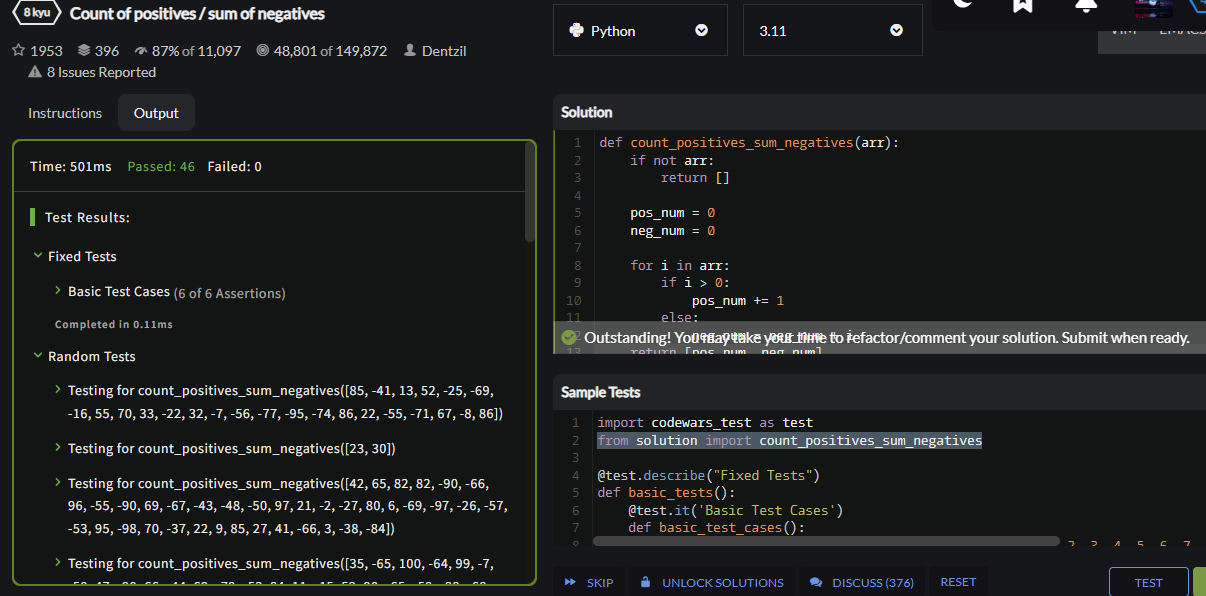 8 kyu
Count of positives / sum of negatives
1953 396 87% of 11,097 48,801 of 149,872 Dentzil
8 Issues Reported
Python
3.11
VIM EMACS
Instructions Output
Time: 501ms Passed: 46 Failed: 0
Test Results:
Fixed Tests
Basic Test Cases (6 of 6 Assertions)
Completed in 0.11ms
Random Tests
Testing for count_positives_sum_negatives([85, -41, 13, 52, -25, -69,
-16, 55, 70, 33, -22, 32, -7, -56, -77, -95, -74, 86, 22, -55, -71, 67, -8, 86])
Testing for count_positives_sum_negatives([23, 30])
Testing for count_positives_sum_negatives([42, 65, 82, 82, -90, -66,
96, -55, -90, 69, -67, -43, -48, -50, 97, 21, -2, -27, 80, 6, -69, -97, -26, -57,
-53, 95, -98, 70, -37, 22, 9, 85, 27, 41, -66, 3, -38, -84])
Testing for count_positives_sum_negatives([35, -65, 100, -64, 99, -7,
Solution
1 def count_positives_sum_negatives(arr):
2 if not arr:
3 return []
4
5 pos_num = 0
6 neg_num = 0
7
8 for i in arr:
9 if i > 0:
10 pos_num += 1
11 else:
12 neg_num = neg_num + i
13 return [pos_num, neg_num]
Outstanding! You may take your time to refactor/comment your solution. Submit when ready.
Sample Tests
1 import codewars_test as test
2 from solution import count_positives_sum_negatives
3
4 @test.describe("Fixed Tests")
5 def basic_tests():
6 @test.it('Basic Test Cases')
7 def basic_test_cases():
8 2 3 4 5 6 7
SKIP UNLOCK SOLUTIONS DISCUSS (376) RESET TEST